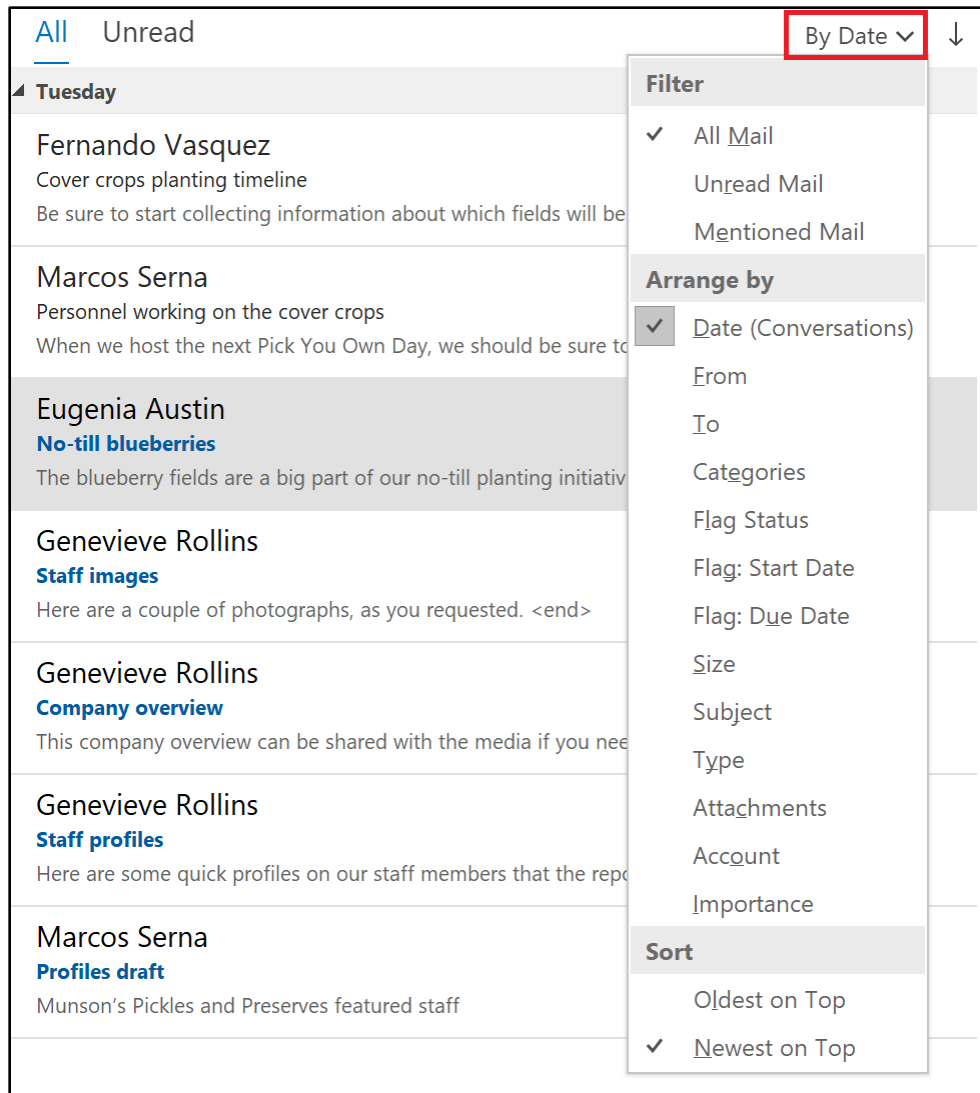 All Unread By Date
Tuesday
Fernando Vasquez
Cover crops planting timeline
Be sure to start collecting information about which fields will be
Marcos Serna
Personnel working on the cover crops
When we host the next Pick You Own Day, we should be sure to
Eugenia Austin
No-till blueberries
The blueberry fields are a big part of our no-till planting initiativ
Genevieve Rollins
Staff images
Here are a couple of photographs, as you requested. <end>
Genevieve Rollins
Company overview
This company overview can be shared with the media if you nee
Genevieve Rollins
Staff profiles
Here are some quick profiles on our staff members that the repo
Marcos Serna
Profiles draft
Munson's Pickles and Preserves featured staff
Filter
All Mail
Unread Mail
Mentioned Mail
Arrange by
Date (Conversations)
From
To
Categories
Flag Status
Flag: Start Date
Flag: Due Date
Size
Subject
Type
Attachments
Account
Importance
Sort
Oldest on Top
Newest on Top